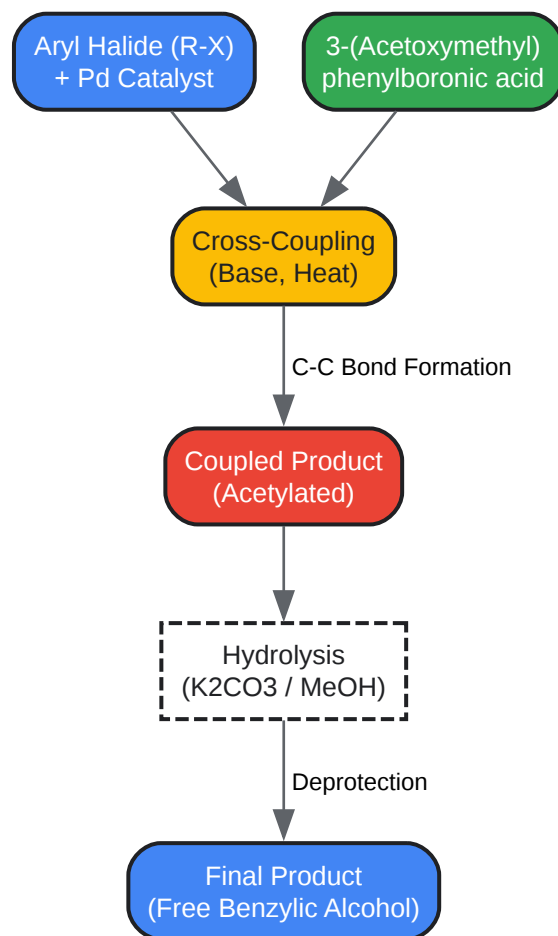 Aryl Halide (R-X)
+ Pd Catalyst
3-(Acetoxymethyl)
phenylboronic acid
Cross-Coupling
(Base, Heat)
C-C Bond Formation
Coupled Product
(Acetylated)
Hydrolysis
(K2CO3 / MeOH)
Deprotection
Final Product
(Free Benzylic Alcohol)